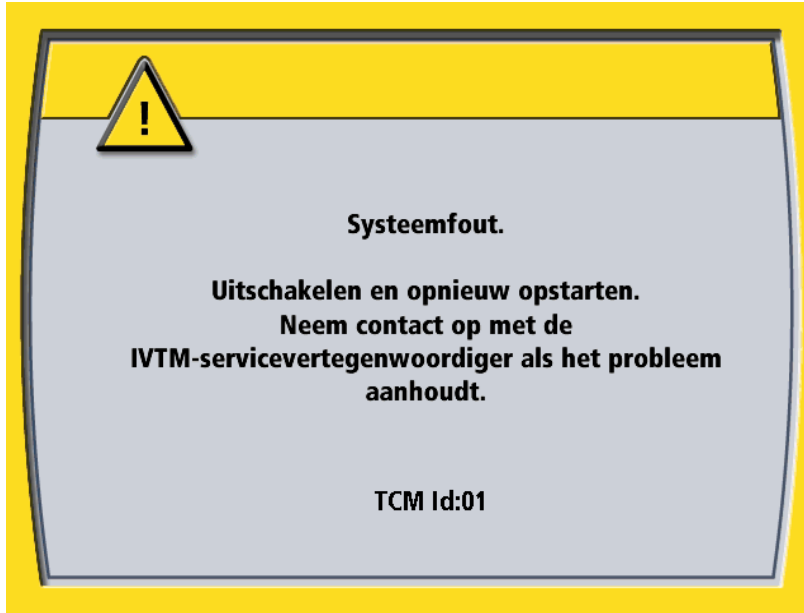 !
Systeemfout.
Uitschakelen en opnieuw opstarten.
Neem contact op met de
IVTM-servicevertegenwoordiger als het probleem
aanhoudt.
TCM Id:01